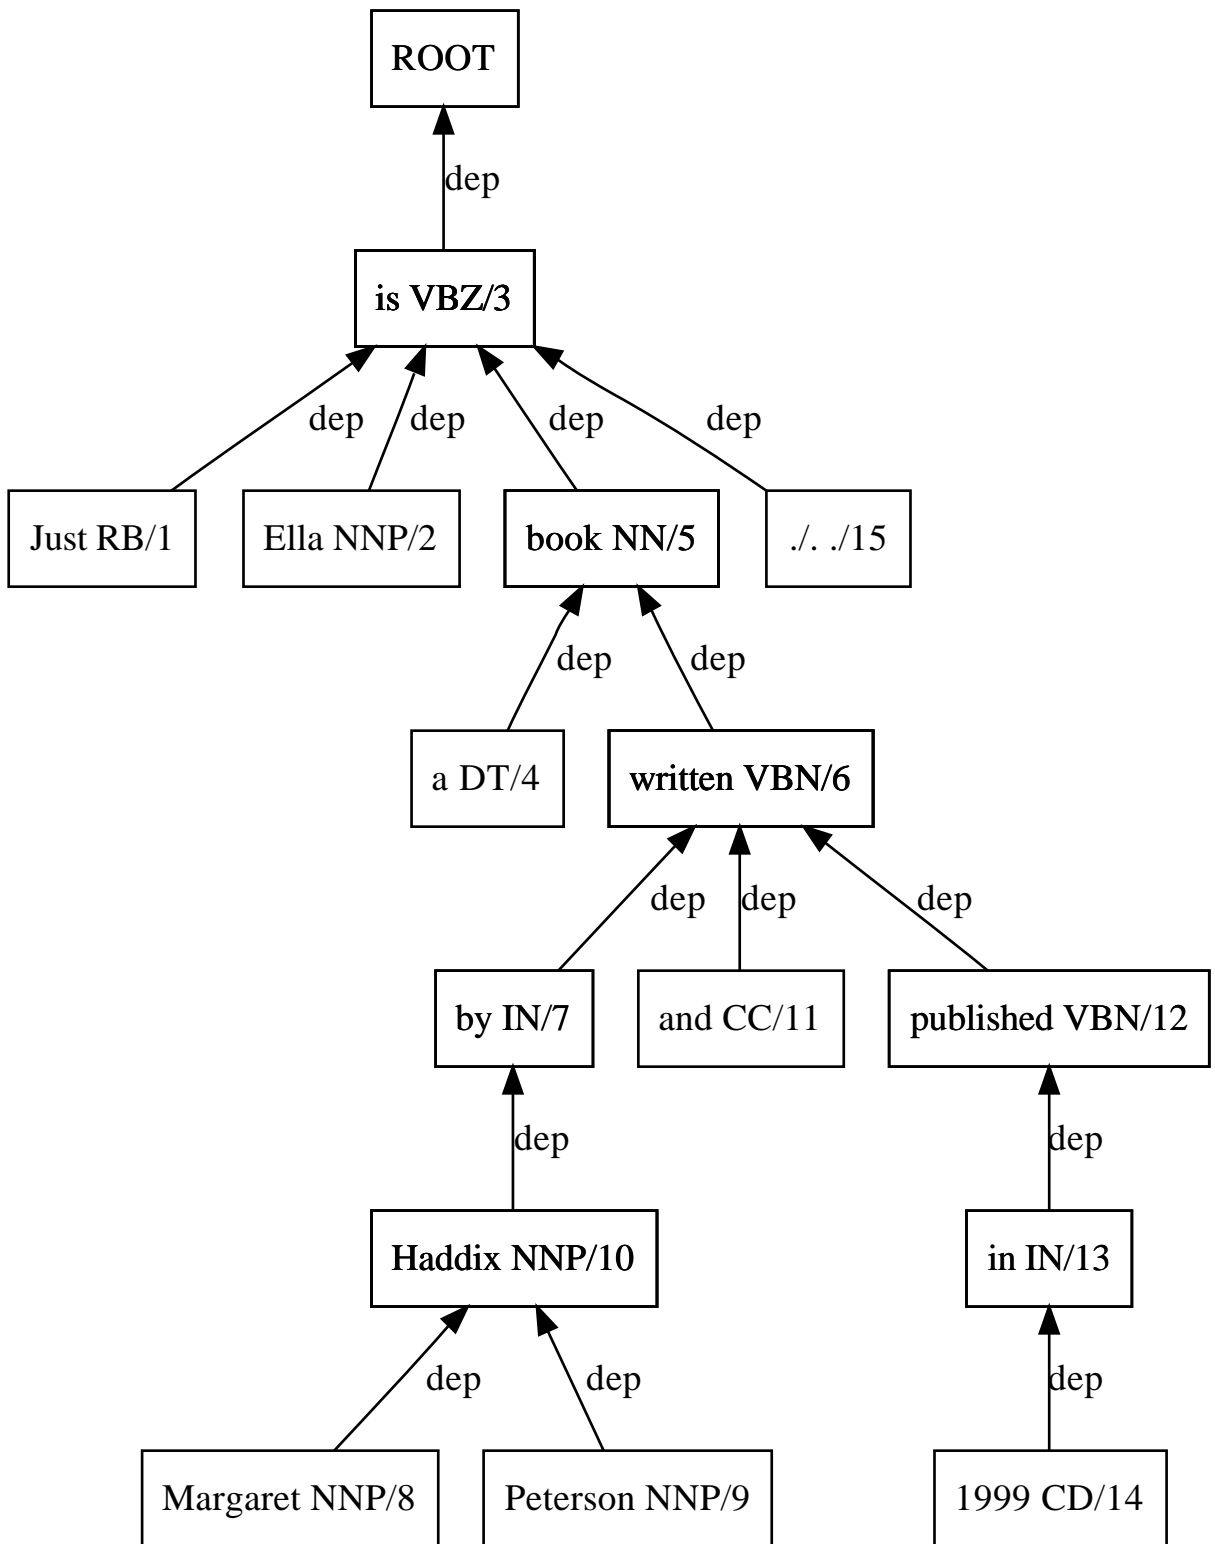 ROOT
dep
is VBZ/3
dep dep dep dep
Just RB/1 Ella NNP/2 book NN/5 ./. ./15
dep dep
a DT/4 written VBN/6
dep dep dep
by IN/7 and CC/11 published VBN/12
dep dep
Haddix NNP/10 in IN/13
dep dep dep
Margaret NNP/8 Peterson NNP/9 1999 CD/14